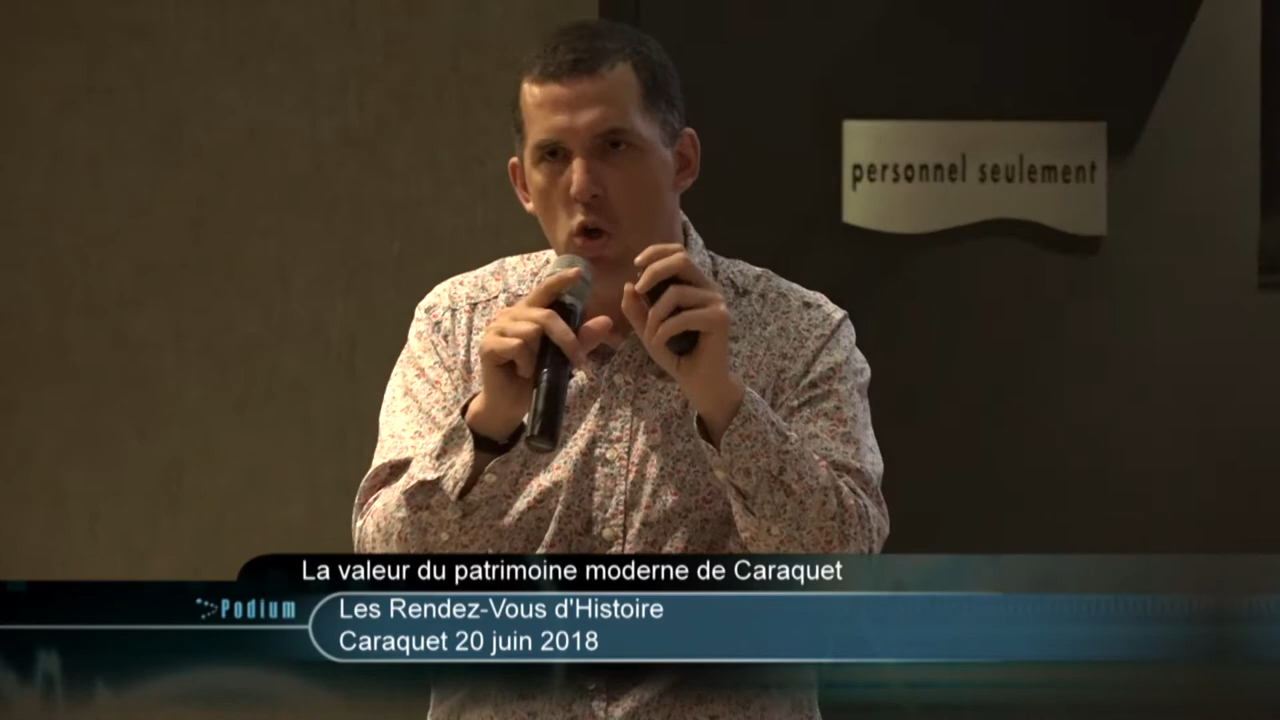 personnel seulement
La valeur du patrimoine moderne de Caraquet
Podium
Les Rendez-Vous d'Histoire
Caraquet 20 juin 2018